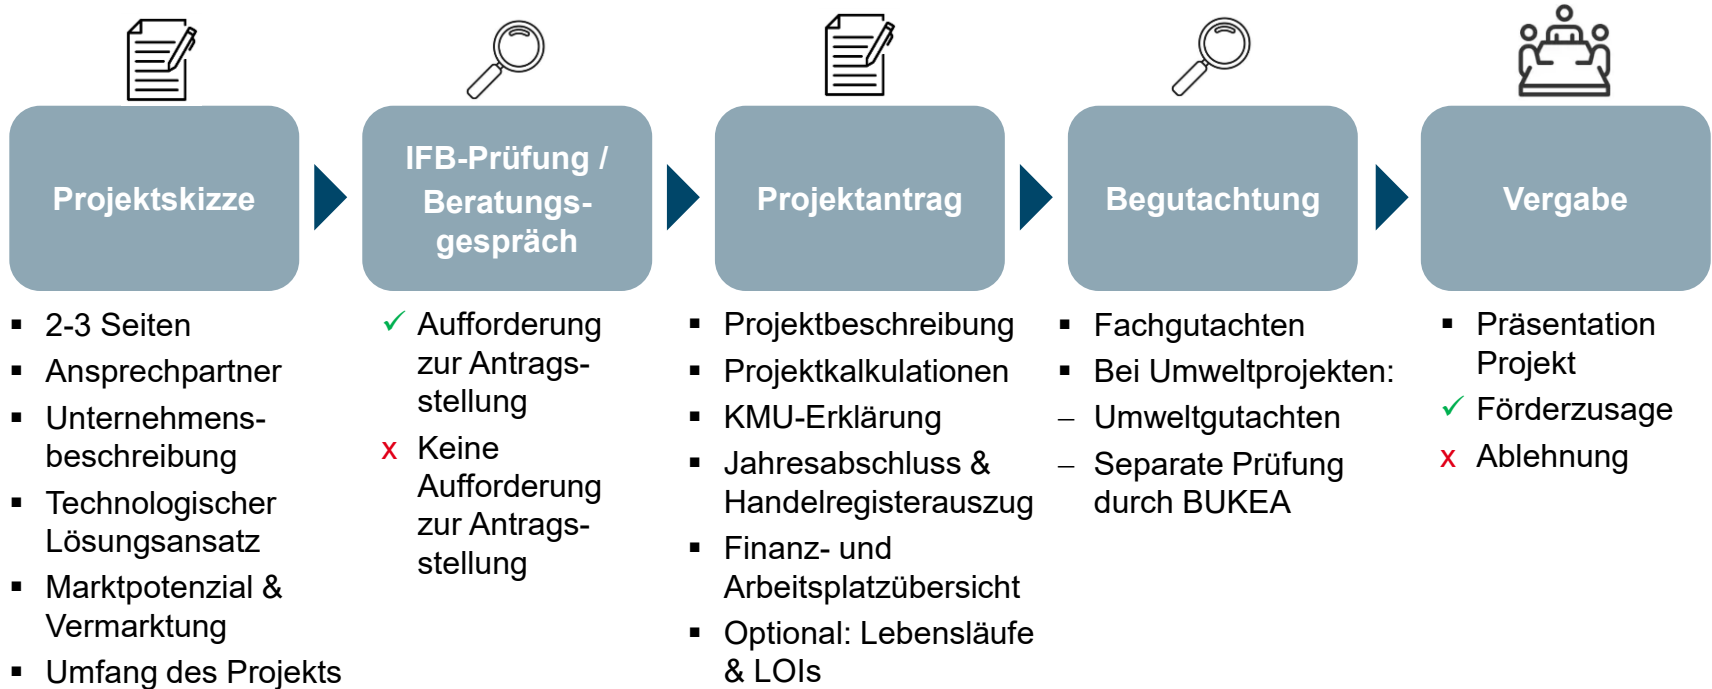 Projektskizze
2-3 Seiten
Ansprechpartner
Unternehmens-
beschreibung
Technologischer
Lösungsansatz
Marktpotenzial &
Vermarktung
Umfang des Projekts
IFB-Prüfung /
Beratungs-
gespräch
✓ Aufforderung
zur Antrags-
stellung
x Keine
Aufforderung
zur Antrags-
stellung
Projektantrag
Projektbeschreibung
Projektkalkulationen
KMU-Erklärung
Jahresabschluss &
Handelregisterauszug
Finanz- und
Arbeitsplatzübersicht
Optional: Lebensläufe
& LOIs
Begutachtung
Fachgutachten
Bei Umweltprojekten:
– Umweltgutachten
– Separate Prüfung
durch BUKEA
Vergabe
Präsentation
Projekt
✓ Förderzusage
x Ablehnung